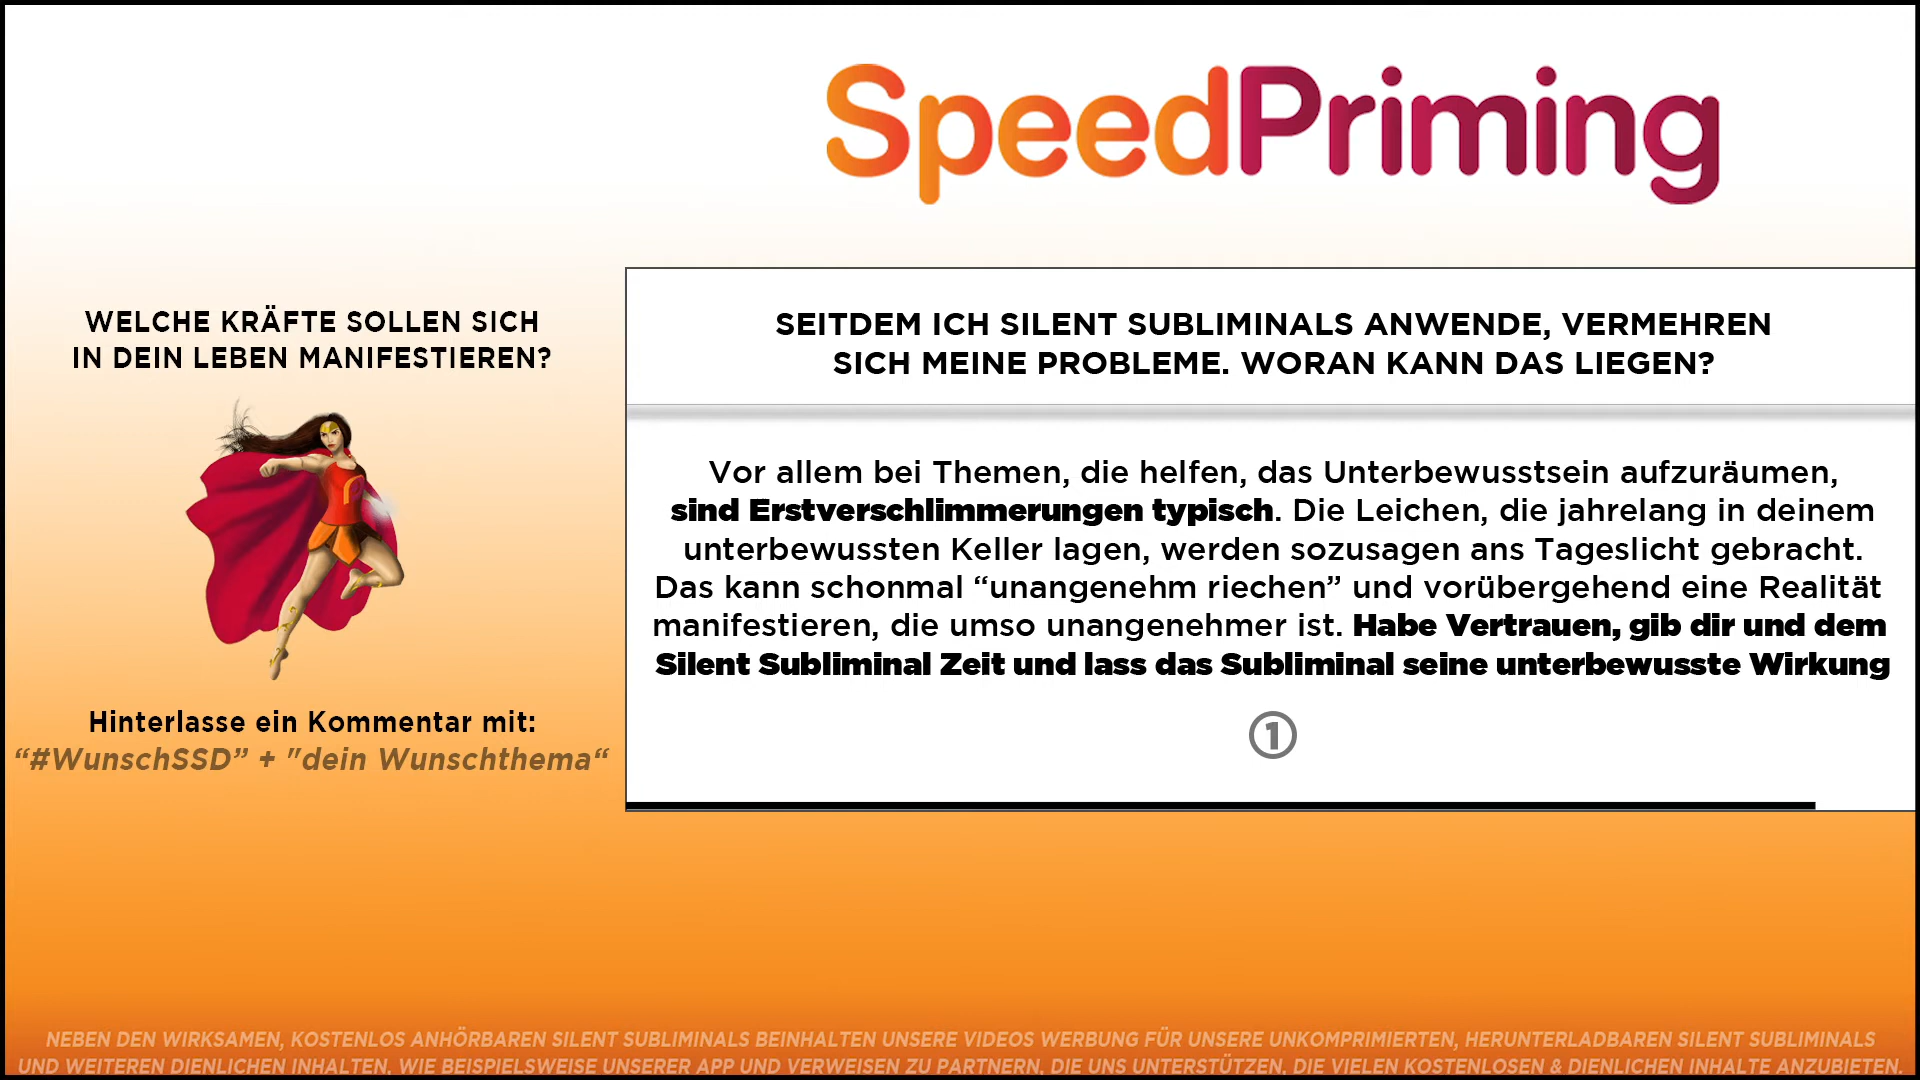 SpeedPriming
WELCHE KRÄFTE SOLLEN SICH
IN DEIN LEBEN MANIFESTIEREN?
Hinterlasse ein Kommentar mit:
“#WunschSSD” + "dein Wunschthema“
SEITDEM ICH SILENT SUBLIMINALS ANWENDE, VERMEHREN
SICH MEINE PROBLEME. WORAN KANN DAS LIEGEN?
Vor allem bei Themen, die helfen, das Unterbewusstsein aufzuräumen,
sind Erstverschlimmerungen typisch. Die Leichen, die jahrelang in deinem
unterbewussten Keller lagen, werden sozusagen ans Tageslicht gebracht.
Das kann schonmal “unangenehm riechen” und vorübergehend eine Realität
manifestieren, die umso unangenehmer ist. Habe Vertrauen, gib dir und dem
Silent Subliminal Zeit und lass das Subliminal seine unterbewusste Wirkung
1
NEBEN DEN WIRKSAMEN, KOSTENLOS ANHÖRBAREN SILENT SUBLIMINALS BEINHALTEN UNSERE VIDEOS WERBUNG FÜR UNSERE UNKOMPRIMIERTEN, HERUNTERLADBAREN SILENT SUBLIMINALS
UND WEITEREN DIENLICHEN INHALTEN, WIE BEISPIELSWEISE UNSERER APP UND VERWEISEN ZU PARTNERN, DIE UNS UNTERSTÜTZEN, DIE VIELEN KOSTENLOSEN & DIENLICHEN INHALTE ANZUBIETEN.